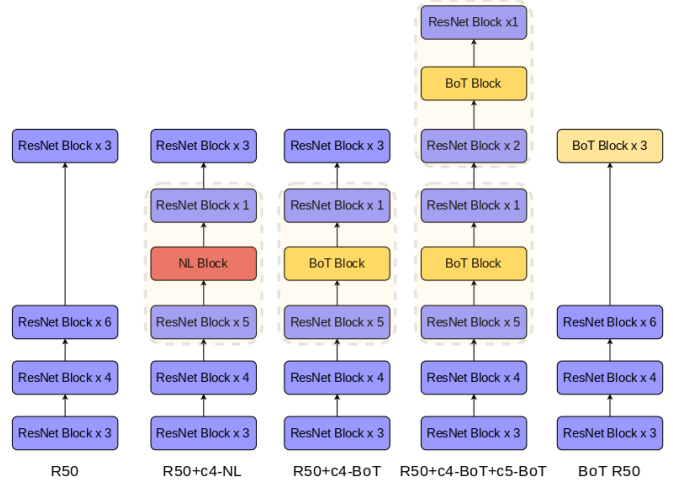 ResNet Block x1
BoT Block
ResNet Block x 3
ResNet Block x 3
ResNet Block x 3
ResNet Block x 2
BoT Block x 3
ResNet Block x 1
ResNet Block x 1
ResNet Block x 1
NL Block
BoT Block
BoT Block
ResNet Block x 6
ResNet Block x 5
ResNet Block x 5
ResNet Block x 5
ResNet Block x 6
ResNet Block x 4
ResNet Block x 4
ResNet Block x 4
ResNet Block x 4
ResNet Block x 4
ResNet Block x 3
ResNet Block x 3
ResNet Block x 3
ResNet Block x 3
ResNet Block x 3
R50
R50+c4-NL
R50+c4-BoT
R50+c4-BoT+c5-BoT
BoT R50